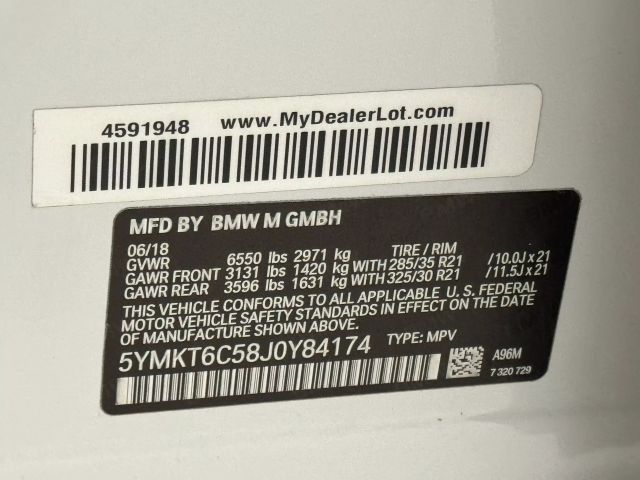 4591948 www.MyDealerLot.com
MFD BY BMW M GMBH
06/18
GVWR 6550 lbs 2971 kg TIRE / RIM
GAWR FRONT 3131 lbs 1420 kg WITH 285/35 R21 /10.0J x 21
GAWR REAR 3596 lbs 1631 kg WITH 325/30 R21 /11.5J x 21
THIS VEHICLE CONFORMS TO ALL APPLICABLE U. S. FEDERAL
MOTOR VEHICLE SAFETY STANDARDS IN EFFECT ON THE
DATE OF MANUFACTURE SHOWN ABOVE.
5YMKT6C58J0Y84174 TYPE: MPV
A96M
7 320 729